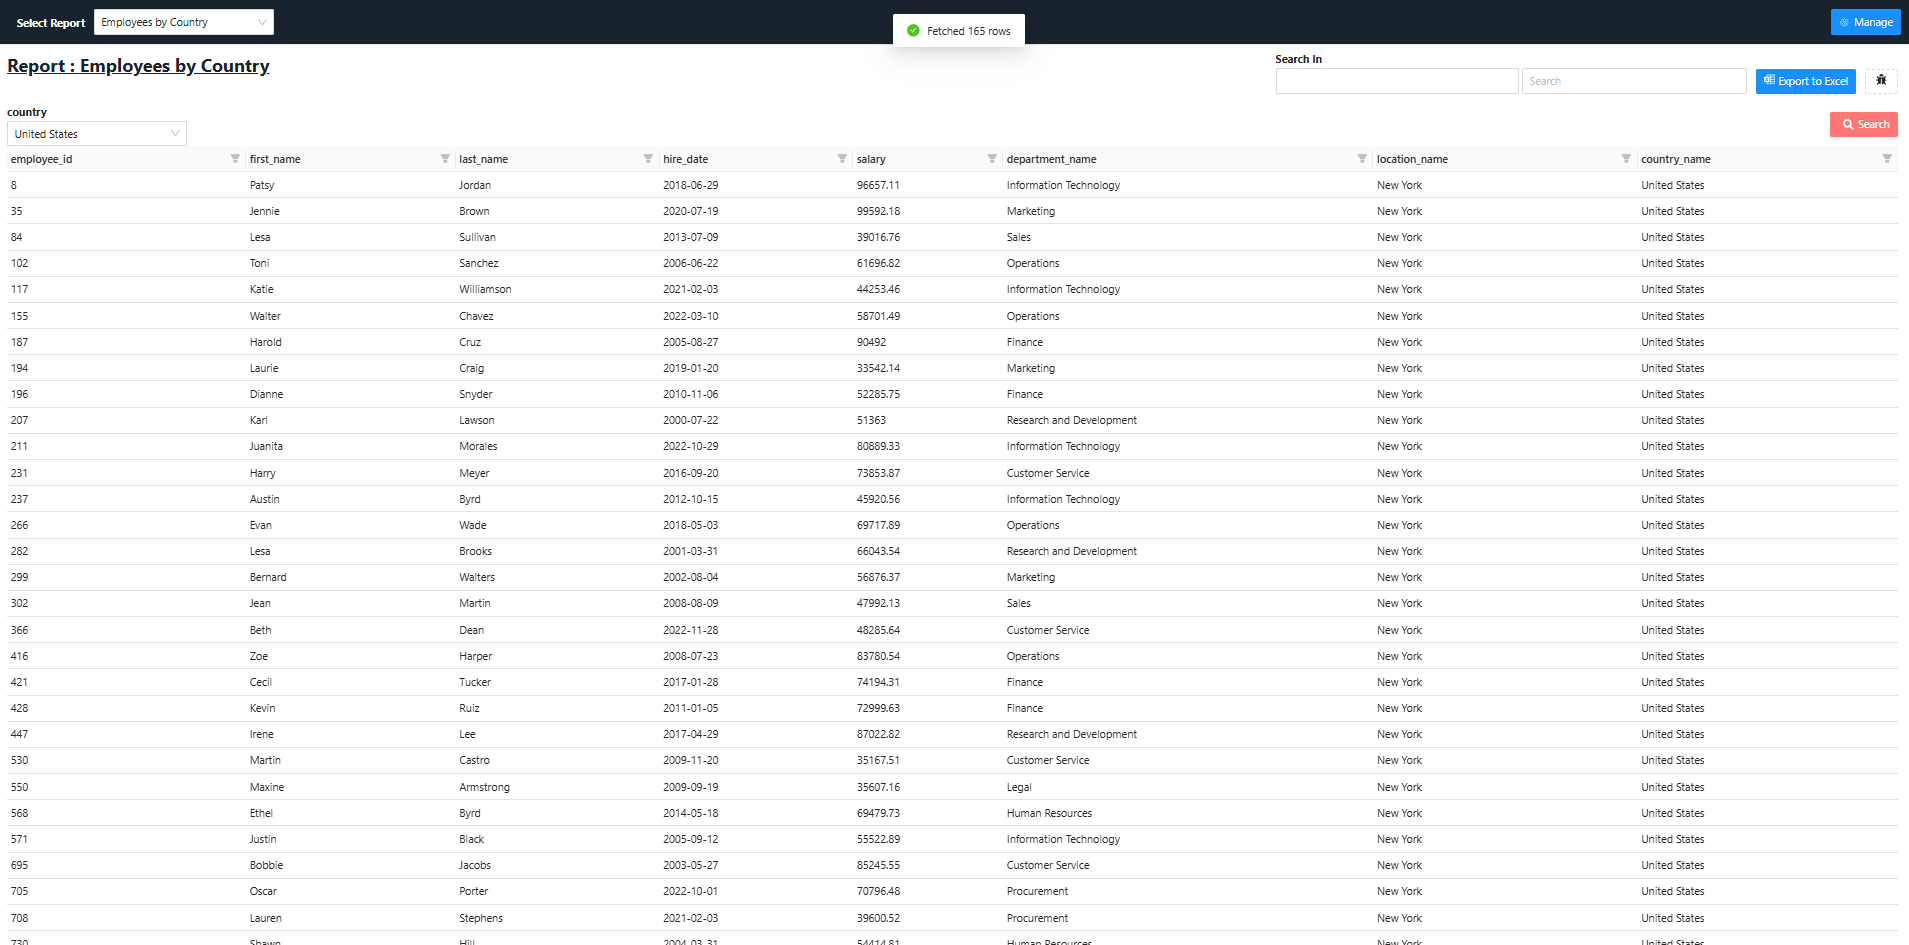 Select Report Employees by Country Fetched 165 rows Manage
Report : Employees by Country
Search In
Search Export to Excel
country
United States Search
employee_id first_name last_name hire_date salary department_name location_name country_name
8 Patsy Jordan 2018-06-29 96657.11 Information Technology New York United States
35 Jennie Brown 2020-07-19 99592.18 Marketing New York United States
84 Lesa Sullivan 2013-07-09 39016.76 Sales New York United States
102 Toni Sanchez 2006-06-22 61696.82 Operations New York United States
117 Katie Williamson 2021-02-03 44253.46 Information Technology New York United States
155 Walter Chavez 2022-03-10 58701.49 Operations New York United States
187 Harold Cruz 2005-08-27 90492 Finance New York United States
194 Laurie Craig 2019-01-20 33542.14 Marketing New York United States
196 Dianne Snyder 2010-11-06 52285.75 Finance New York United States
207 Karl Lawson 2000-07-22 51363 Research and Development New York United States
211 Juanita Morales 2022-10-29 80889.33 Information Technology New York United States
231 Harry Meyer 2016-09-20 73853.87 Customer Service New York United States
237 Austin Byrd 2012-10-15 45920.56 Information Technology New York United States
266 Evan Wade 2018-05-03 69717.89 Operations New York United States
282 Lesa Brooks 2001-03-31 66043.54 Research and Development New York United States
299 Bernard Walters 2002-08-04 56876.37 Marketing New York United States
302 Jean Martin 2008-08-09 47992.13 Sales New York United States
366 Beth Dean 2022-11-28 48285.64 Customer Service New York United States
416 Zoe Harper 2008-07-23 83780.54 Operations New York United States
421 Cecil Tucker 2017-01-28 74194.31 Finance New York United States
428 Kevin Ruiz 2011-01-05 72999.63 Finance New York United States
447 Irene Lee 2017-04-29 87022.82 Research and Development New York United States
530 Martin Castro 2009-11-20 35167.51 Customer Service New York United States
550 Maxine Armstrong 2009-09-19 35607.16 Legal New York United States
568 Ethel Byrd 2014-05-18 69479.73 Human Resources New York United States
571 Justin Black 2005-09-12 55522.89 Information Technology New York United States
695 Bobbie Jacobs 2003-05-27 85245.55 Customer Service New York United States
705 Oscar Porter 2022-10-01 70796.48 Procurement New York United States
708 Lauren Stephens 2021-02-03 39600.52 Procurement New York United States
730 Shawn Hill 2004-03-31 54414.81 Human Resources New York United States